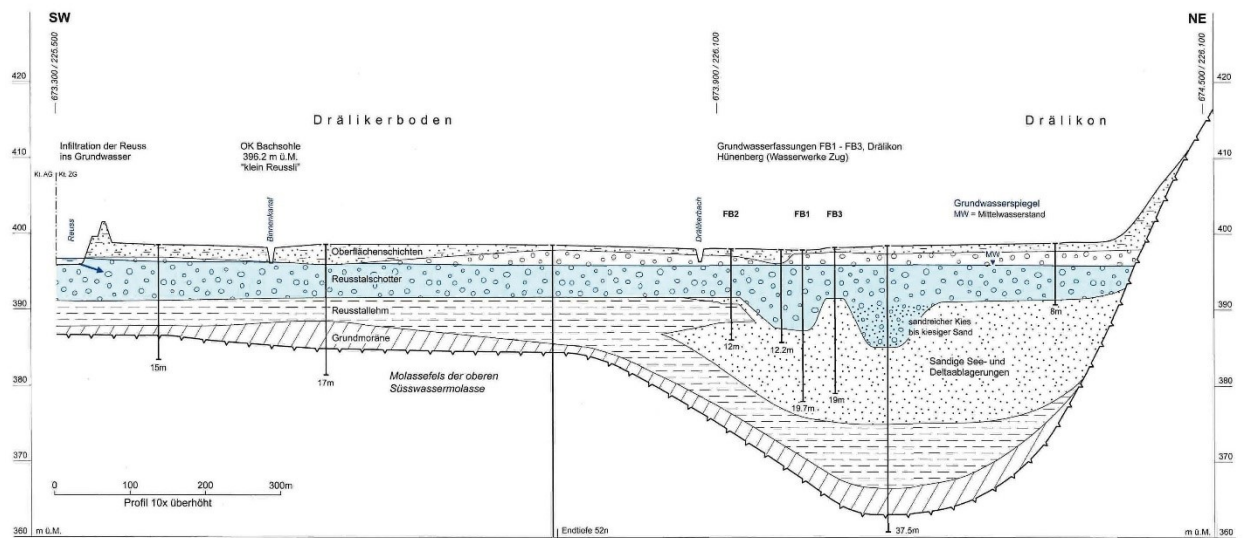 SW
NE
673.300 / 225.500
673.900 / 226.100
674.500 / 226.100
420
420
Drälikerboden
Drälikon
410
410
Infiltration der Reuss
ins Grundwasser
OK Bachsohle
396.2 m ü.M.
"klein Reussli"
Grundwasserfassungen FB1 - FB3, Drälikon
Hünenberg (Wasserwerke Zug)
Kt. AG
Kt. ZG
Reuss
Binnenkanal
Drälikerbach
FB2
FB1
FB3
Grundwasserspiegel
MW = Mittelwasserstand
400
400
Oberflächenschichten
MW
Reusstalschotter
390
390
Reusstallehm
8m
sandreicher Kies
bis kiesiger Sand
Grundmoräne
12m
12.2m
15m
17m
Molassefels der oberen
Süsswassermolasse
Sandige See- und
Deltaablagerungen
380
380
19.7m
19m
370
370
0
100
200
300m
Profil 10x überhöht
360
m ü.M.
Endtiefe 52n
37.5m
m ü.M.
360